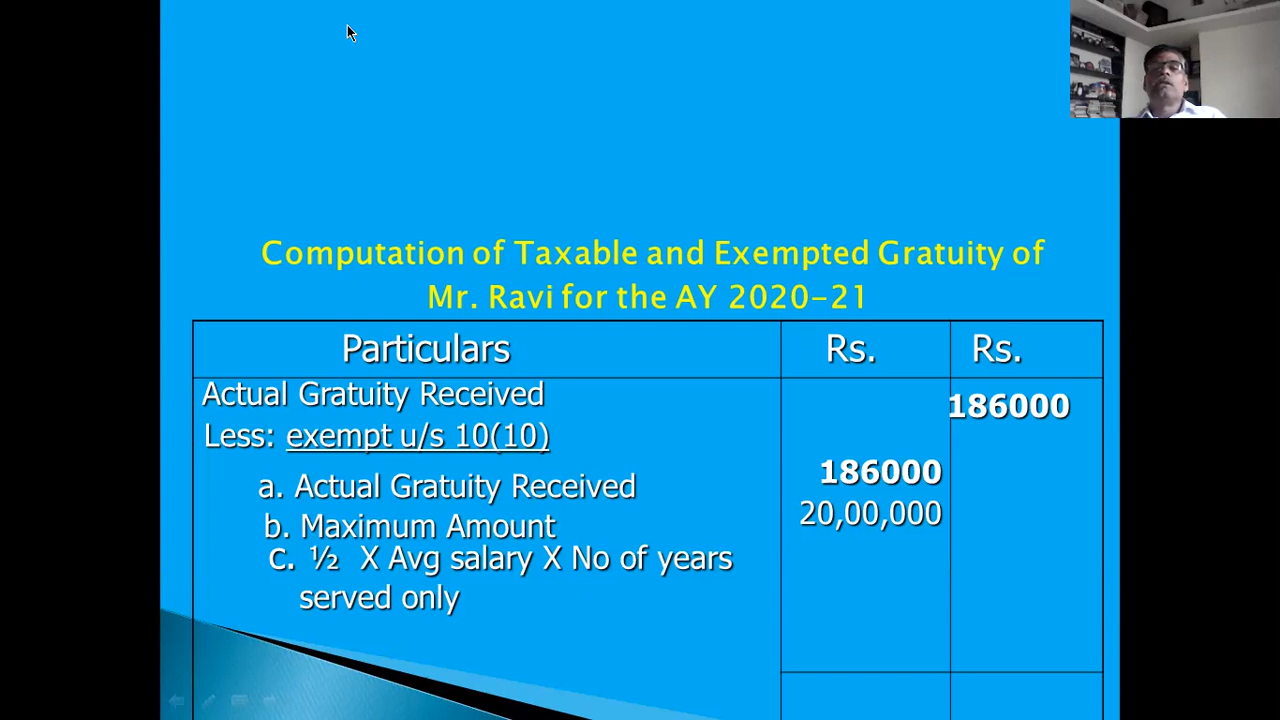 Computation of Taxable and Exempted Gratuity of
Mr. Ravi for the AY 2020-21
Particulars Rs. Rs.
Actual Gratuity Received 186000
Less: exempt u/s 10(10)
a. Actual Gratuity Received 186000
b. Maximum Amount 20,00,000
c. ½ X Avg salary X No of years
served only